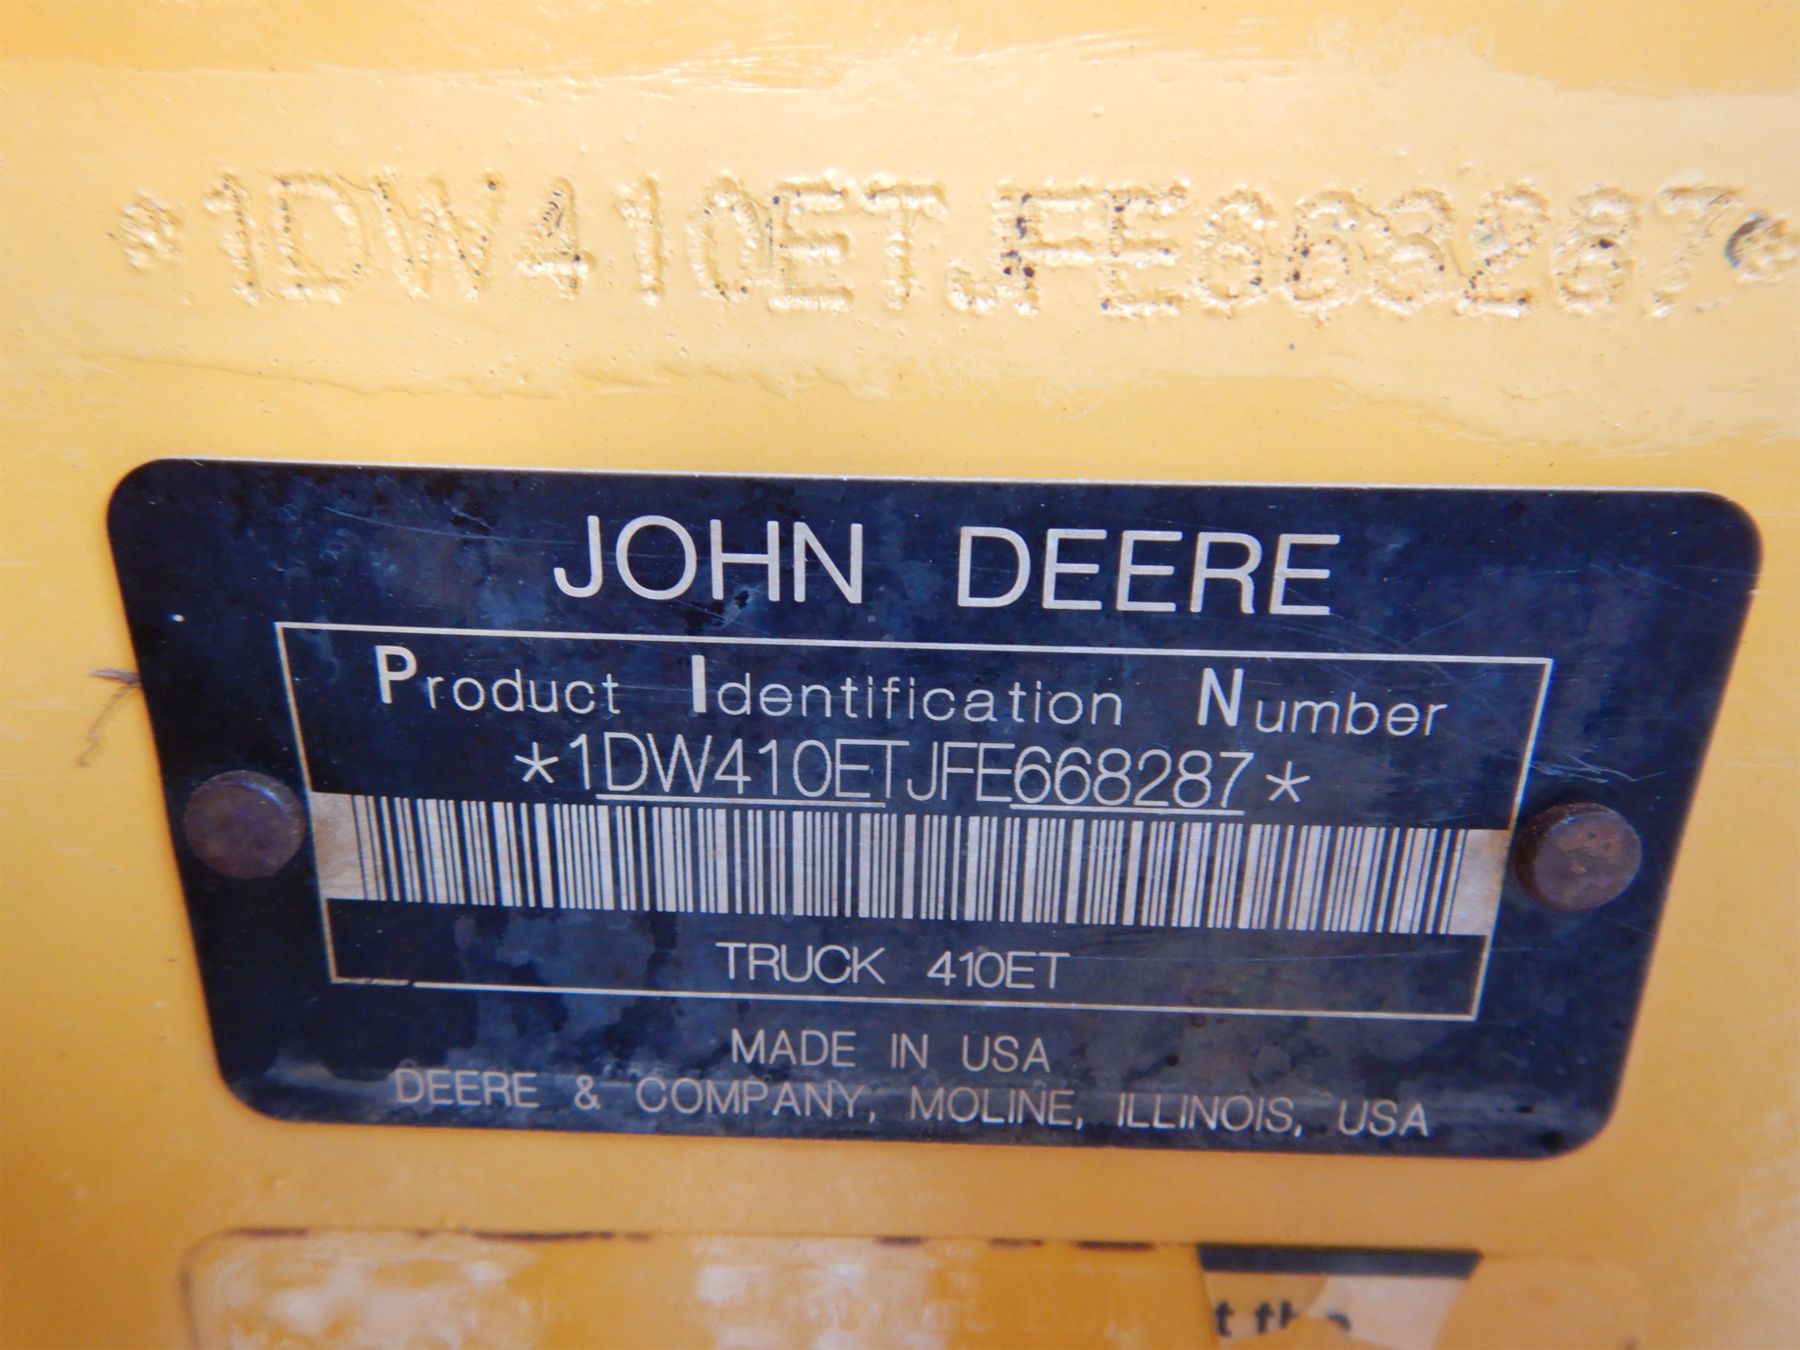 *1DW410ETJFE668287*
JOHN DEERE
Product Identification Number
*1DW410ETJFE668287*
TRUCK 410ET
MADE IN USA
DEERE & COMPANY, MOLINE, ILLINOIS, USA